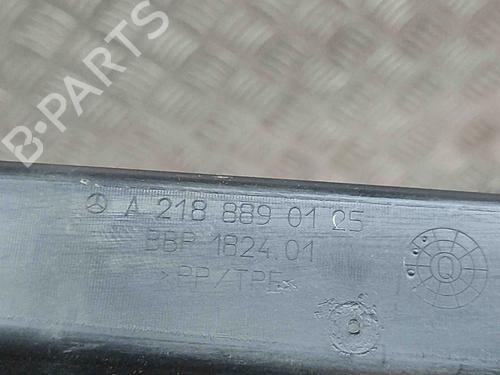 B-PARTS
A 218 889 01 25
BBP 1824.01
>PP/TPE<
Q